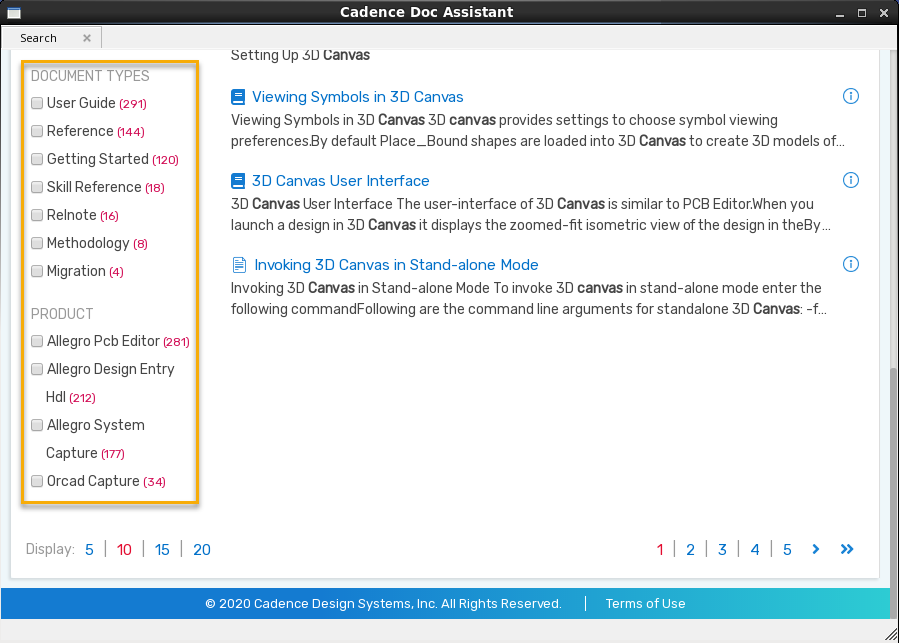 Cadence Doc Assistant
Search
Setting Up 3D Canvas
DOCUMENT TYPES
User Guide (291)
Reference (144)
Getting Started (120)
Skill Reference (18)
Relnote (16)
Methodology (8)
Migration (4)
PRODUCT
Allegro Pcb Editor (281)
Allegro Design Entry
Hdl (212)
Allegro System
Capture (177)
Orcad Capture (34)
Viewing Symbols in 3D Canvas
Viewing Symbols in 3D Canvas 3D canvas provides settings to choose symbol viewing
preferences.By default Place_Bound shapes are loaded into 3D Canvas to create 3D models of...
3D Canvas User Interface
3D Canvas User Interface The user-interface of 3D Canvas is similar to PCB Editor.When you
launch a design in 3D Canvas it displays the zoomed-fit isometric view of the design in theBy...
Invoking 3D Canvas in Stand-alone Mode
Invoking 3D Canvas in Stand-alone Mode To invoke 3D canvas in stand-alone mode enter the
following commandFollowing are the command line arguments for standalone 3D Canvas: -f...
Display: 5 | 10 | 15 | 20
1 | 2 | 3 | 4 | 5 > »
© 2020 Cadence Design Systems, Inc. All Rights Reserved. | Terms of Use